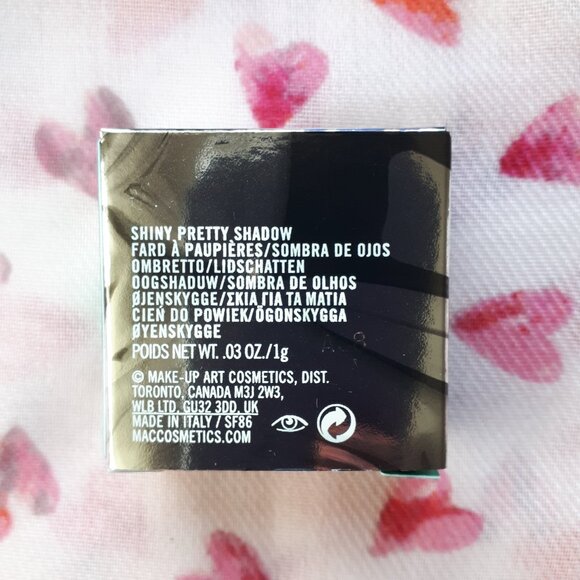 SHINY PRETTY SHADOW
FARD À PAUPIÈRES/SOMBRA DE OJOS
OMBRETTO/LIDSCHATTEN
OOGSHADUW/SOMBRA DE OLHOS
ØJENSKYGGE/ΣΚΙΑ ΓΙΑ ΤΑ ΜΑΤΙΑ
CIEŃ DO POWIEK/ÖGONSKYGGA
ØYENSKYGGE
POIDS NET WT. .03 OZ./1g
© MAKE-UP ART COSMETICS, DIST.
TORONTO, CANADA M3J 2W3,
WLB LTD, GU32 3DD, UK
MADE IN ITALY / SF86
MACCOSMETICS.COM